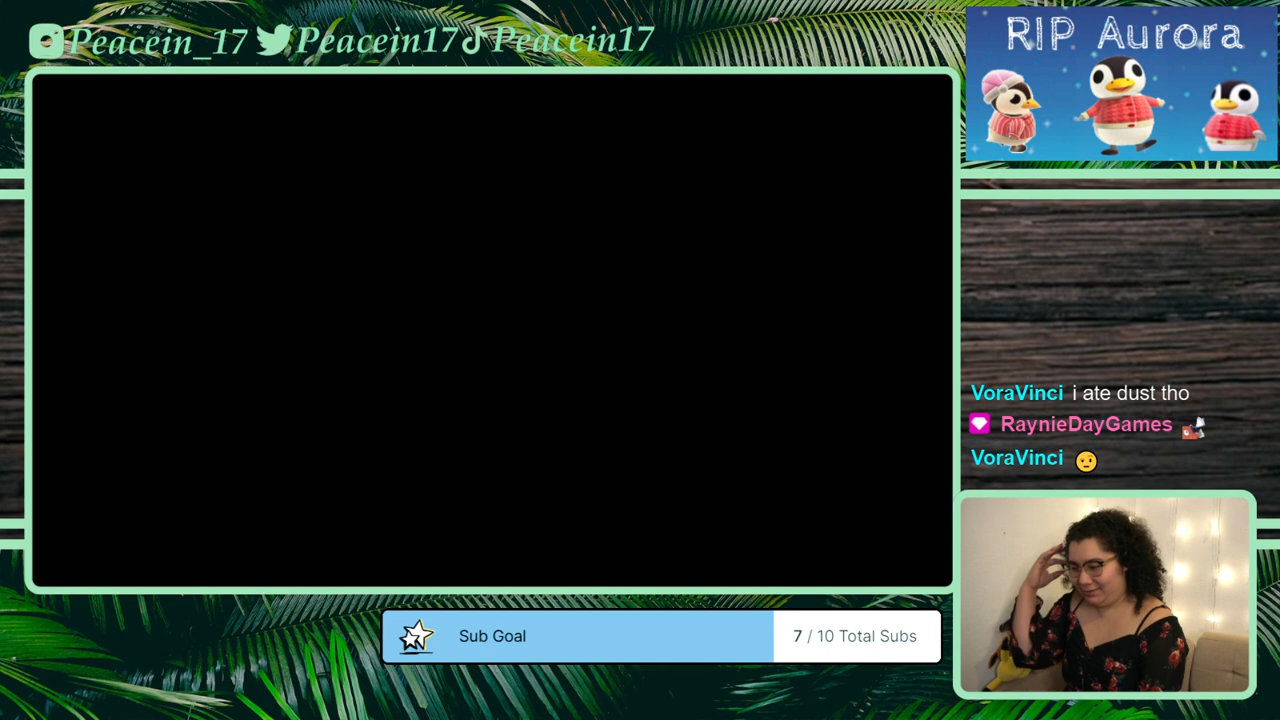 Peacein_17 Peacein17 Peacein17
RIP Aurora
VoraVinci i ate dust tho
RaynieDayGames
VoraVinci
Sub Goal 7 / 10 Total Subs